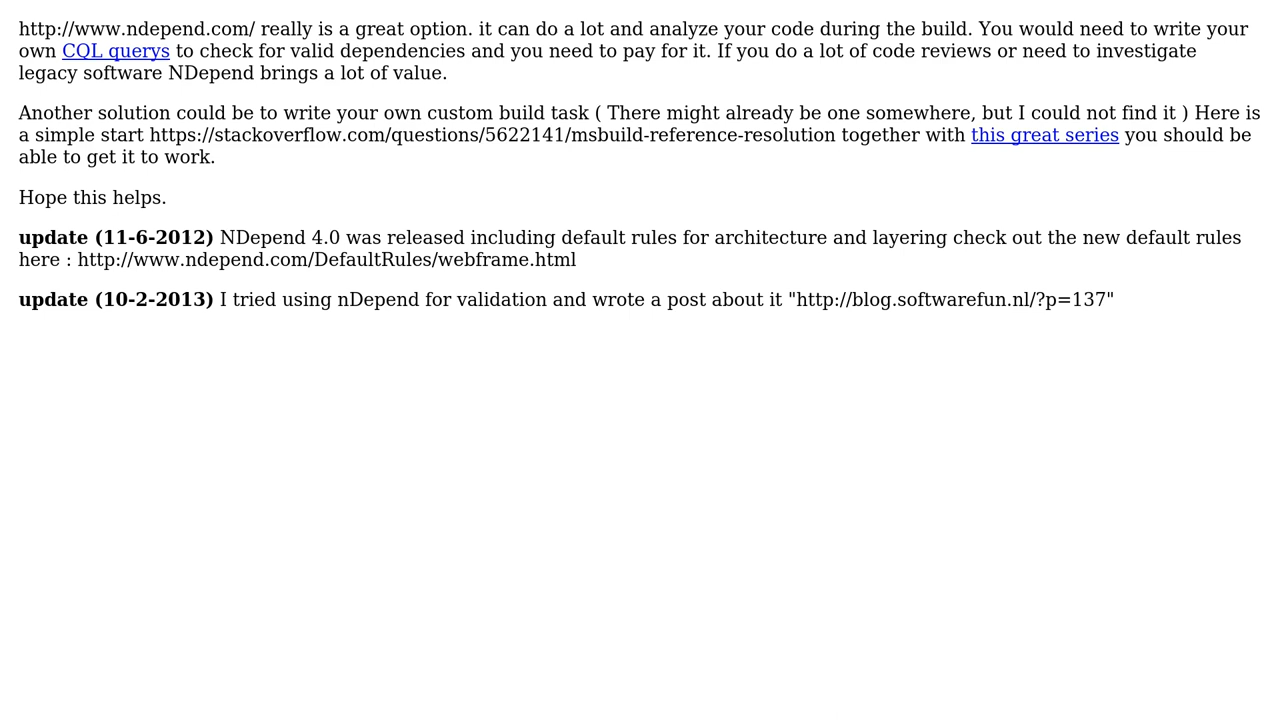 http://www.ndepend.com/ really is a great option. it can do a lot and analyze your code during the build. You would need to write your
own CQL querys to check for valid dependencies and you need to pay for it. If you do a lot of code reviews or need to investigate
legacy software NDepend brings a lot of value.
Another solution could be to write your own custom build task ( There might already be one somewhere, but I could not find it ) Here is
a simple start https://stackoverflow.com/questions/5622141/msbuild-reference-resolution together with this great series you should be
able to get it to work.
Hope this helps.
update (11-6-2012) NDepend 4.0 was released including default rules for architecture and layering check out the new default rules
here : http://www.ndepend.com/DefaultRules/webframe.html
update (10-2-2013) I tried using nDepend for validation and wrote a post about it "http://blog.softwarefun.nl/?p=137"